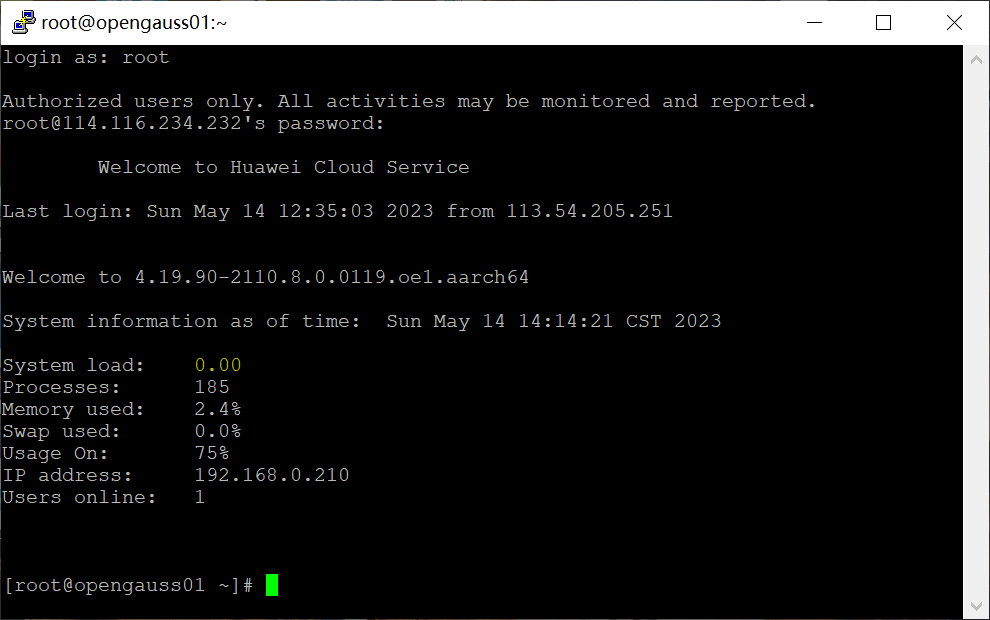 root@opengauss01:~
login as: root
Authorized users only. All activities may be monitored and reported.
root@114.116.234.232's password:
Welcome to Huawei Cloud Service
Last login: Sun May 14 12:35:03 2023 from 113.54.205.251
Welcome to 4.19.90-2110.8.0.0119.oe1.aarch64
System information as of time:  Sun May 14 14:14:21 CST 2023
System load:    0.00
Processes:      185
Memory used:    2.4%
Swap used:      0.0%
Usage On:       75%
IP address:     192.168.0.210
Users online:   1
[root@opengauss01 ~]#